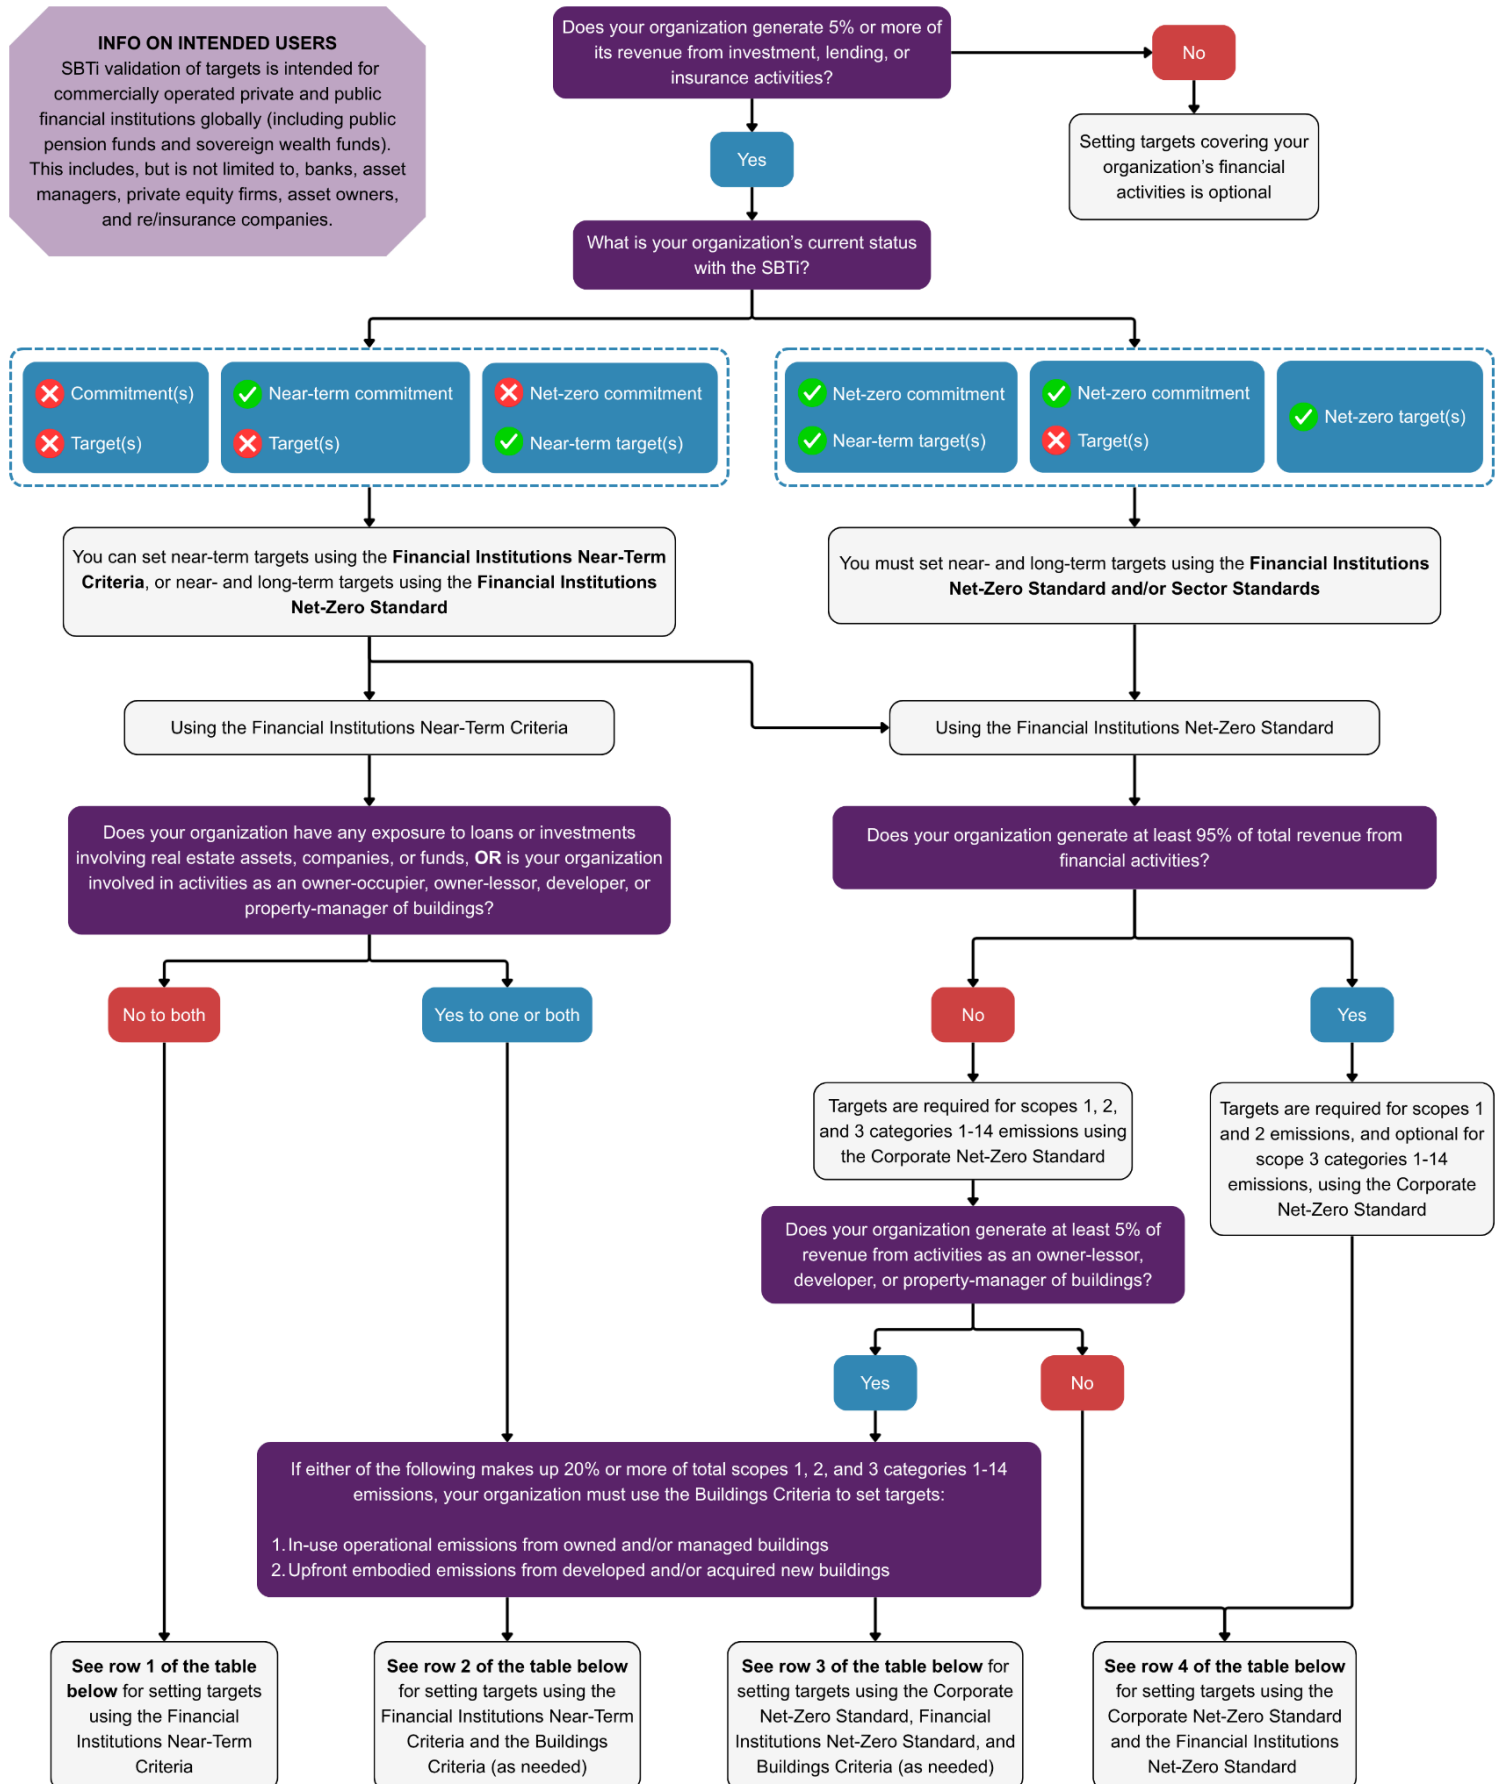 INFO ON INTENDED USERS
SBTi validation of targets is intended for
commercially operated private and public
financial institutions globally (including public
pension funds and sovereign wealth funds).
This includes, but is not limited to, banks, asset
managers, private equity firms, asset owners,
and re/insurance companies.
Does your organization generate 5% or more of
its revenue from investment, lending, or
insurance activities?
No
Setting targets covering your
organization’s financial
activities is optional
Yes
What is your organization’s current status
with the SBTi?
Commitment(s)
Target(s)
Near-term commitment
Target(s)
Net-zero commitment
Near-term target(s)
Net-zero commitment
Near-term target(s)
Net-zero commitment
Target(s)
Net-zero target(s)
You can set near-term targets using the Financial Institutions Near-Term
Criteria, or near- and long-term targets using the Financial Institutions
Net-Zero Standard
You must set near- and long-term targets using the Financial Institutions
Net-Zero Standard and/or Sector Standards
Using the Financial Institutions Near-Term Criteria
Using the Financial Institutions Net-Zero Standard
Does your organization have any exposure to loans or investments
involving real estate assets, companies, or funds, OR is your organization
involved in activities as an owner-occupier, owner-lessor, developer, or
property-manager of buildings?
Does your organization generate at least 95% of total revenue from
financial activities?
No to both
Yes to one or both
No
Yes
Targets are required for scopes 1, 2,
and 3 categories 1-14 emissions using
the Corporate Net-Zero Standard
Targets are required for scopes 1
and 2 emissions, and optional for
scope 3 categories 1-14
emissions, using the Corporate
Net-Zero Standard
Does your organization generate at least 5% of
revenue from activities as an owner-lessor,
developer, or property-manager of buildings?
Yes
No
If either of the following makes up 20% or more of total scopes 1, 2, and 3 categories 1-14
emissions, your organization must use the Buildings Criteria to set targets:
1. In-use operational emissions from owned and/or managed buildings
2. Upfront embodied emissions from developed and/or acquired new buildings
See row 1 of the table
below for setting targets
using the Financial
Institutions Near-Term
Criteria
See row 2 of the table below
for setting targets using the
Financial Institutions Near-Term
Criteria and the Buildings
Criteria (as needed)
See row 3 of the table below for
setting targets using the Corporate
Net-Zero Standard, Financial
Institutions Net-Zero Standard, and
Buildings Criteria (as needed)
See row 4 of the table below
for setting targets using the
Corporate Net-Zero Standard
and the Financial Institutions
Net-Zero Standard